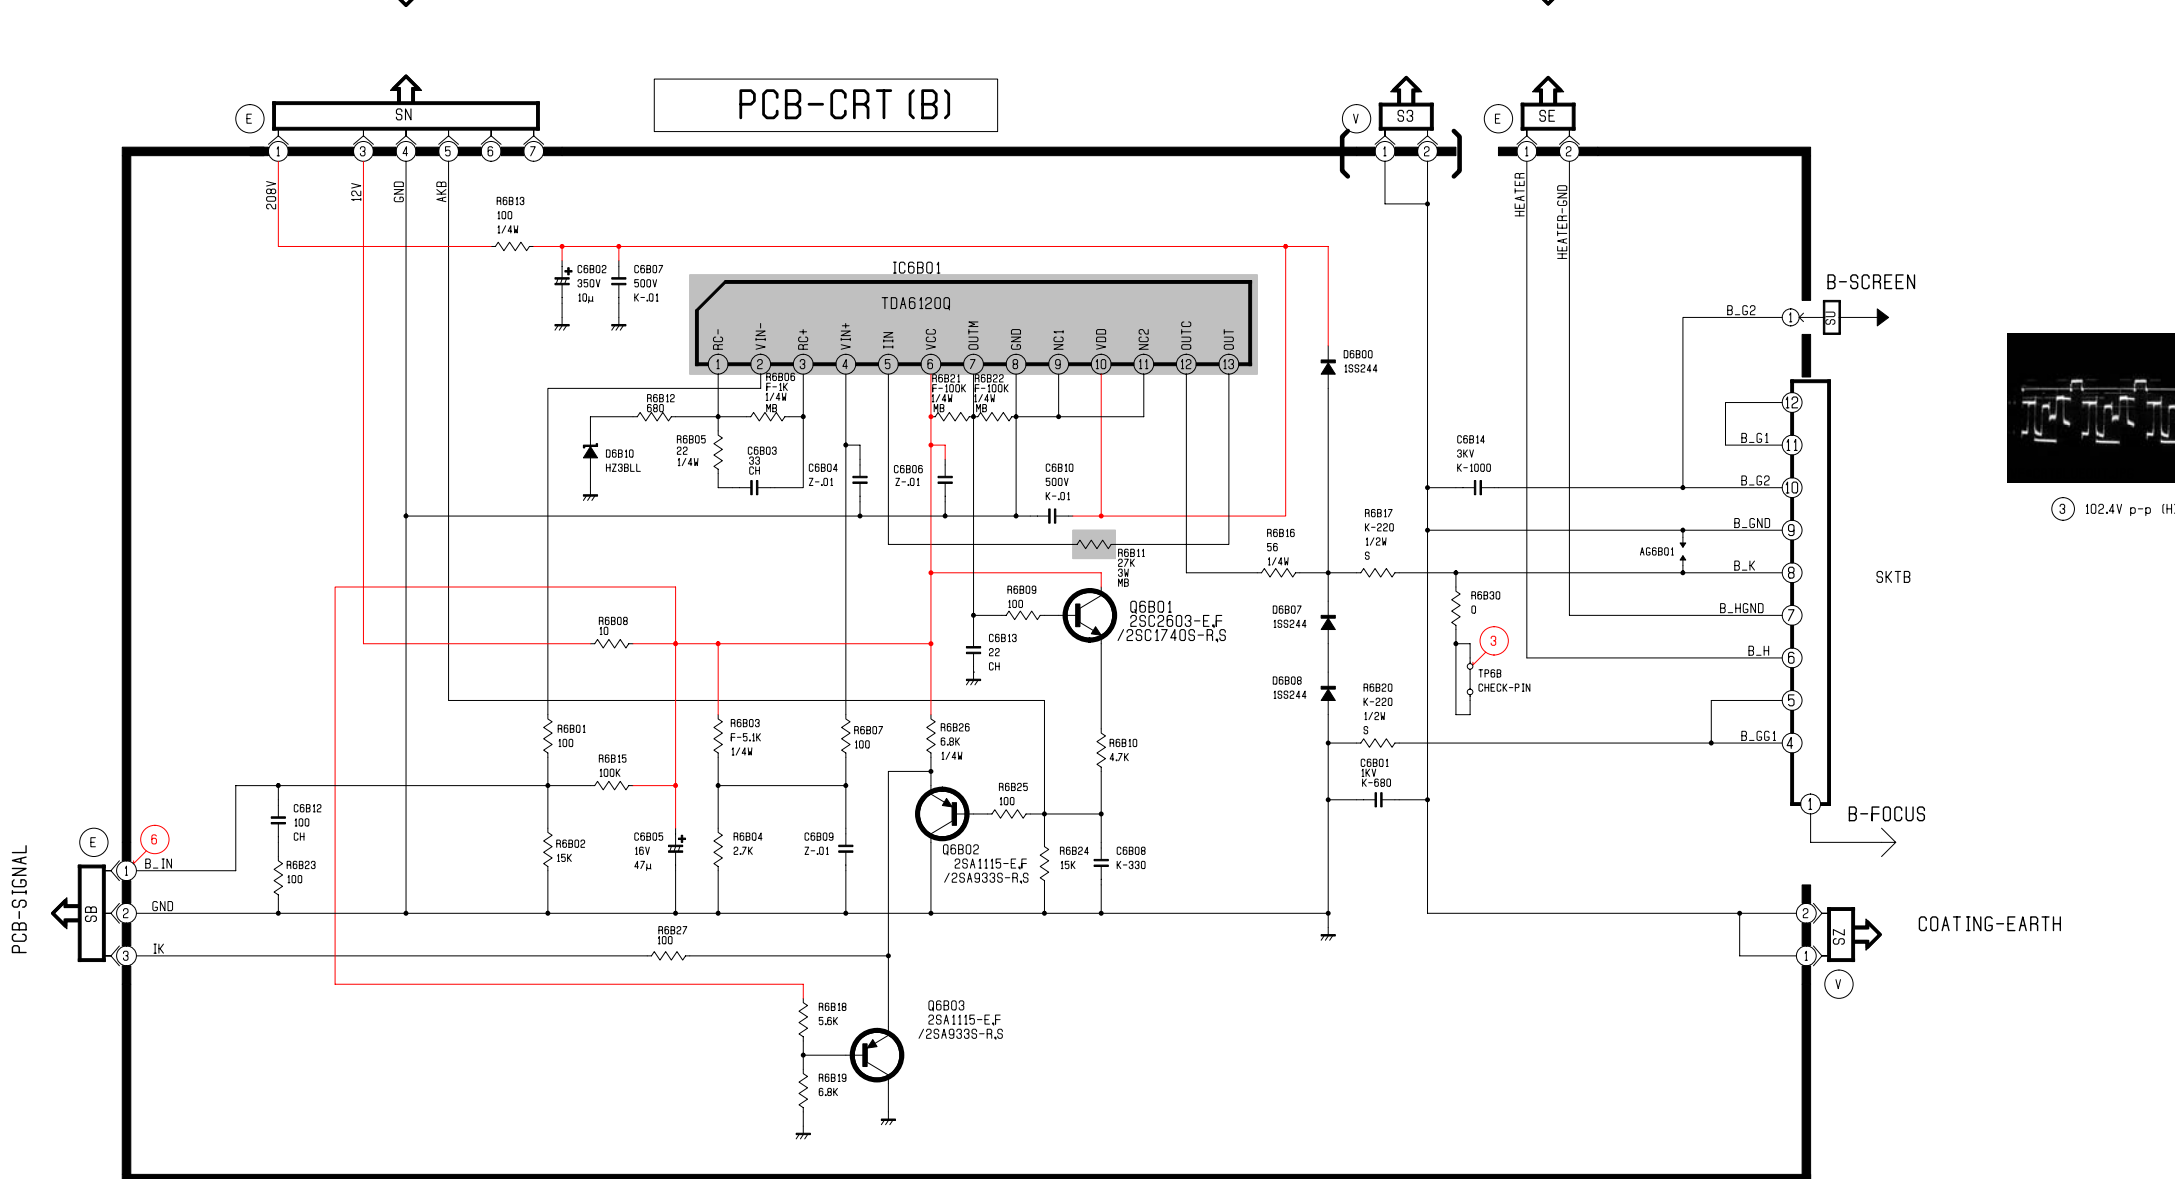 PCB-CRT (B)
E
SN
1
3
4
5
6
7
208V
12V
GND
AKB
V
S3
1
2
E
SE
1
2
HEATER
HEATER-GND
R6B13
100
1/4W
C6B02
350V
10µ
C6B07
500V
K-.01
IC6B01
TDA6120Q
RC-
VIN-
RC+
VIN+
IIN
VCC
OUTM
GND
NC1
VDD
NC2
OUTC
OUT
1
2
3
4
5
6
7
8
9
10
11
12
13
R6B06
F-1K
1/4W
MB
R6B21
F-100K
1/4W
MB
R6B22
F-100K
1/4W
MB
R6B12
680
D6B10
HZ3BLL
R6B05
22
1/4W
C6B03
33
CH
C6B04
Z-.01
C6B06
Z-.01
C6B10
500V
K-.01
D6B00
1SS244
R6B11
27K
3W
MB
R6B16
56
1/4W
R6B17
K-220
1/2W
S
C6B14
3KV
K-1000
AG6B01
B-SCREEN
B_G2
1
SU
12
B_G1
11
B_G2
10
B_GND
9
B_K
8
B_HGND
7
B_H
6
5
B_GG1
4
1
SKTB
B-FOCUS
3
102.4V p-p
R6B09
100
Q6B01
2SC2603-E,F
/2SC1740S-R,S
C6B13
22
CH
D6B07
1SS244
D6B08
1SS244
R6B20
K-220
1/2W
S
R6B30
0
3
TP6B
CHECK-PIN
R6B08
10
R6B01
100
R6B15
100K
R6B03
F-5.1K
1/4W
R6B07
100
R6B26
6.8K
1/4W
R6B10
4.7K
R6B25
100
C6B01
1KV
K-680
C6B12
100
CH
R6B23
100
R6B02
15K
C6B05
16V
47µ
R6B04
2.7K
C6B09
Z-.01
Q6B02
2SA1115-E,F
/2SA933S-R,S
R6B24
15K
C6B08
K-330
PCB-SIGNAL
E
SB
6
1
B_IN
2
GND
3
IK
R6B27
100
2
1
SZ
V
COATING-EARTH
R6B18
5.6K
R6B19
6.8K
Q6B03
2SA1115-E,F
/2SA933S-R,S